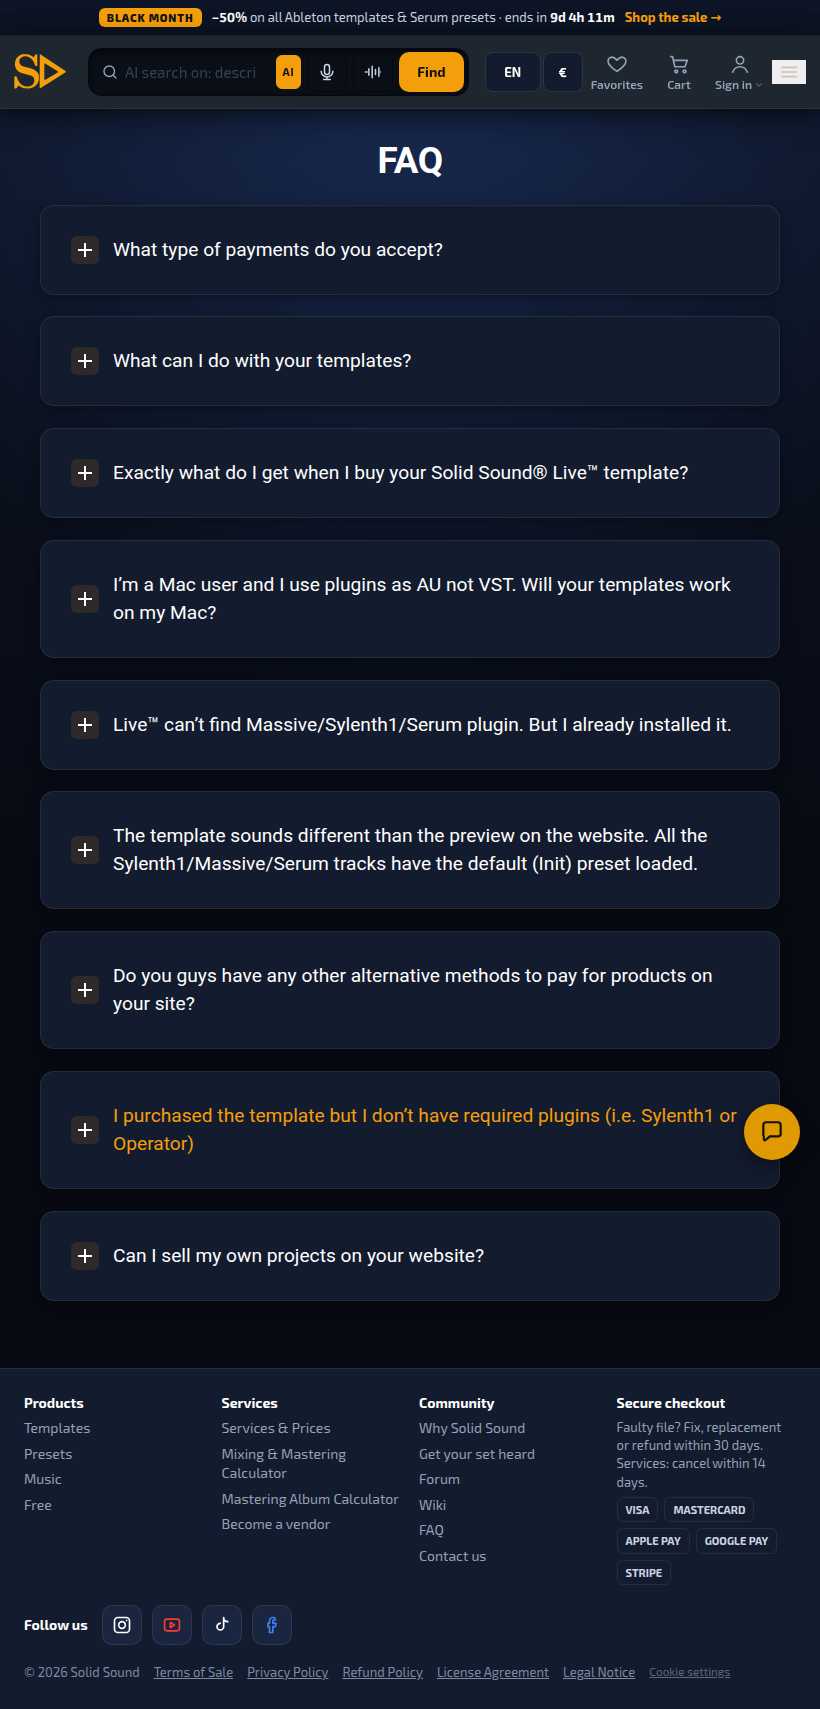 BLACK MONTH −50% on all Ableton templates & Serum presets · ends in 9d 4h 11m Shop the sale →
S AI search on: descri AI Find EN € Favorites Cart Sign in
FAQ
What type of payments do you accept?
What can I do with your templates?
Exactly what do I get when I buy your Solid Sound® Live™ template?
I’m a Mac user and I use plugins as AU not VST. Will your templates work
on my Mac?
Live™ can’t find Massive/Sylenth1/Serum plugin. But I already installed it.
The template sounds different than the preview on the website. All the
Sylenth1/Massive/Serum tracks have the default (Init) preset loaded.
Do you guys have any other alternative methods to pay for products on
your site?
I purchased the template but I don’t have required plugins (i.e. Sylenth1 or
Operator)
Can I sell my own projects on your website?
Products
Templates
Presets
Music
Free
Services
Services & Prices
Mixing & Mastering
Calculator
Mastering Album Calculator
Become a vendor
Community
Why Solid Sound
Get your set heard
Forum
Wiki
FAQ
Contact us
Secure checkout
Faulty file? Fix, replacement
or refund within 30 days.
Services: cancel within 14
days.
VISA MASTERCARD
APPLE PAY GOOGLE PAY
STRIPE
Follow us
© 2026 Solid Sound Terms of Sale Privacy Policy Refund Policy License Agreement Legal Notice Cookie settings